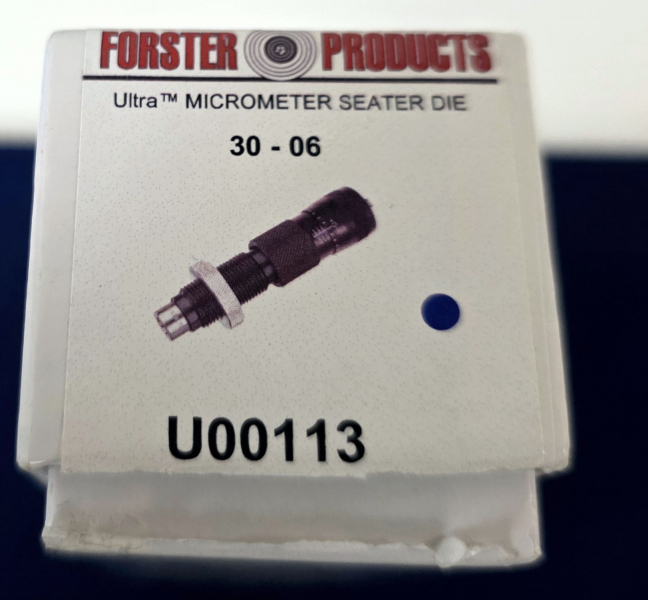 FORSTER PRODUCTS
Ultra™ MICROMETER SEATER DIE
30 - 06
U00113